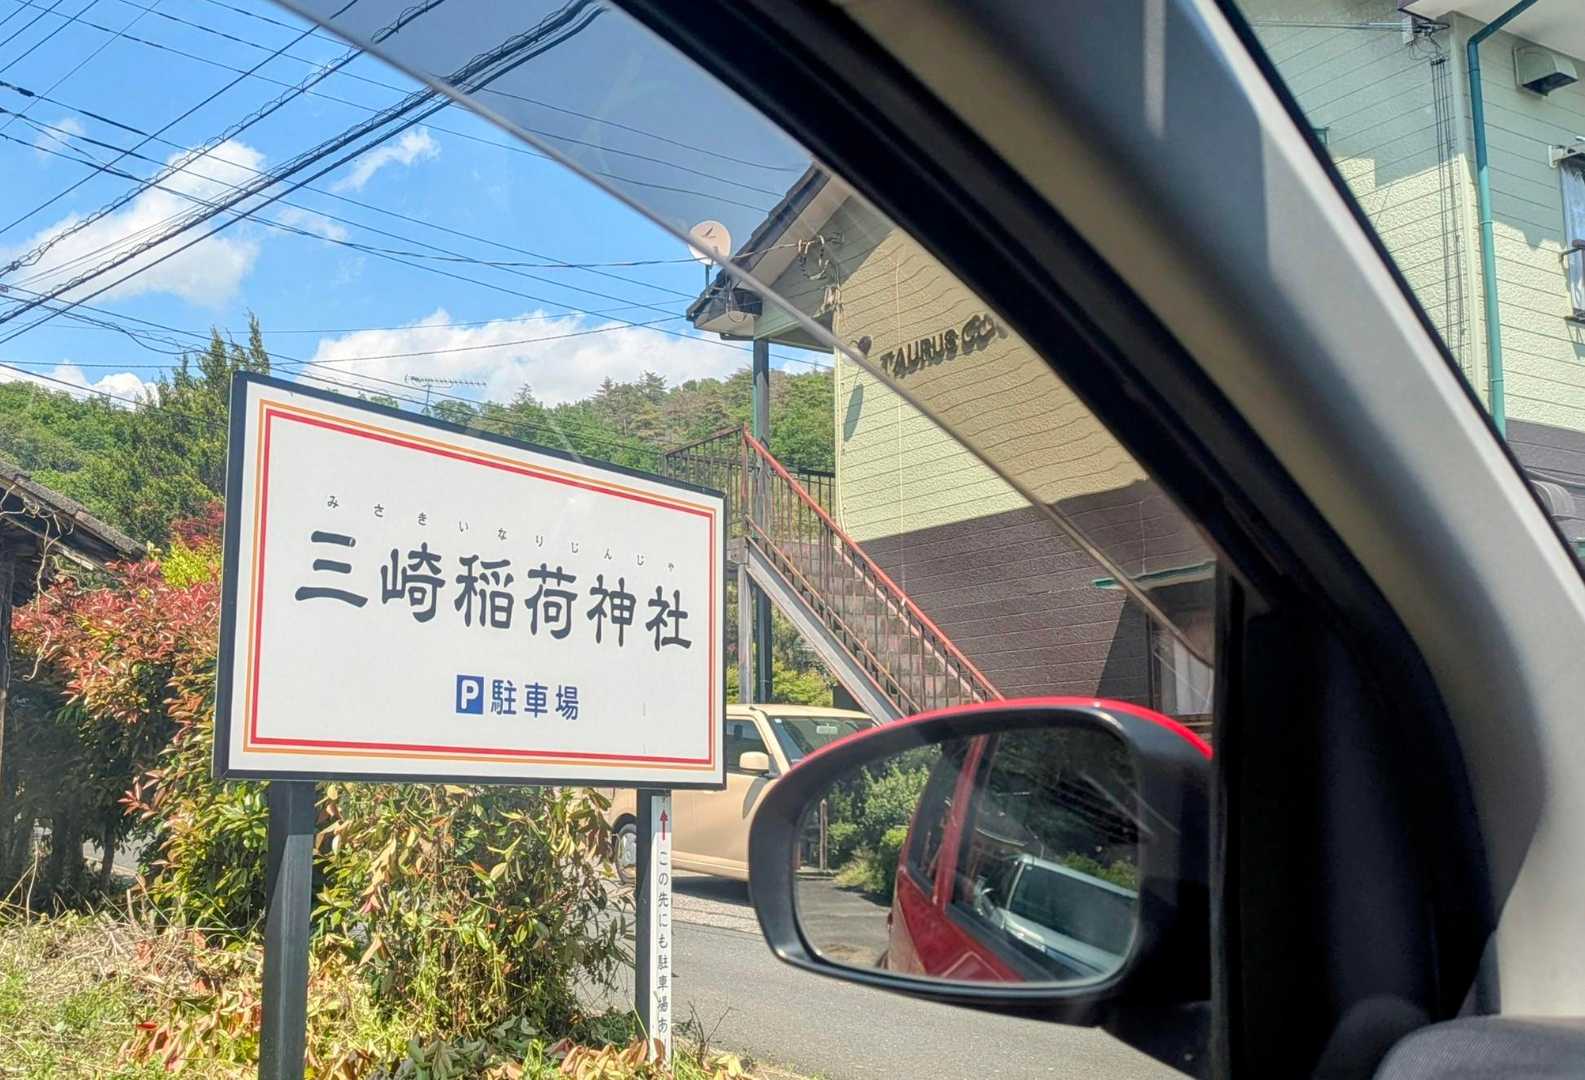 みさきいなりじんじゃ
三崎稲荷神社
P 駐車場
この先にも駐車場あ
TAURUS